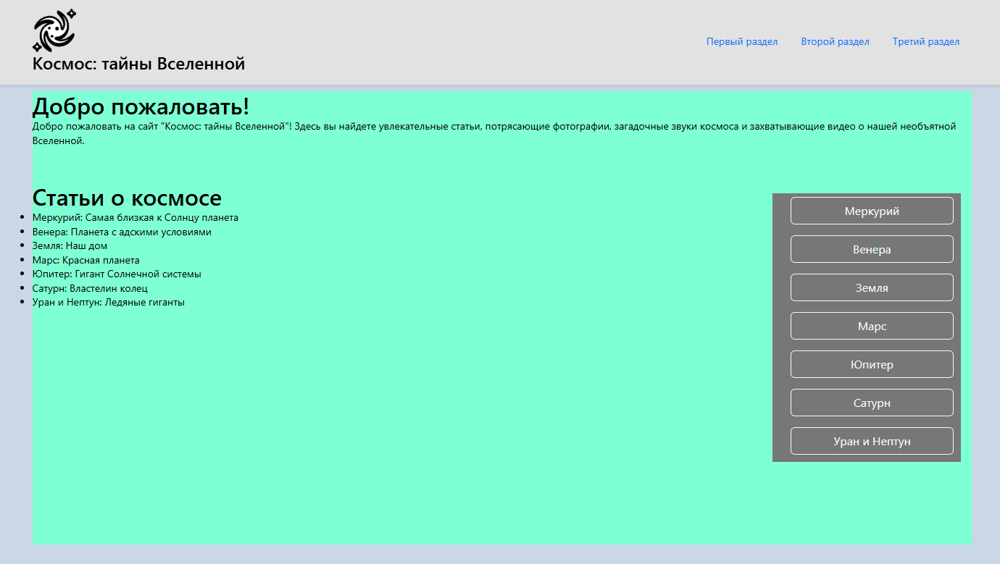 Космос: тайны Вселенной
Первый раздел
Второй раздел
Третий раздел
Добро пожаловать!
Добро пожаловать на сайт "Космос: тайны Вселенной"! Здесь вы найдете увлекательные статьи, потрясающие фотографии, загадочные звуки космоса и захватывающие видео о нашей необъятной
Вселенной.
Статьи о космосе
Меркурий: Самая близкая к Солнцу планета
Венера: Планета с адскими условиями
Земля: Наш дом
Марс: Красная планета
Юпитер: Гигант Солнечной системы
Сатурн: Властелин колец
Уран и Нептун: Ледяные гиганты
Меркурий
Венера
Земля
Марс
Юпитер
Сатурн
Уран и Нептун